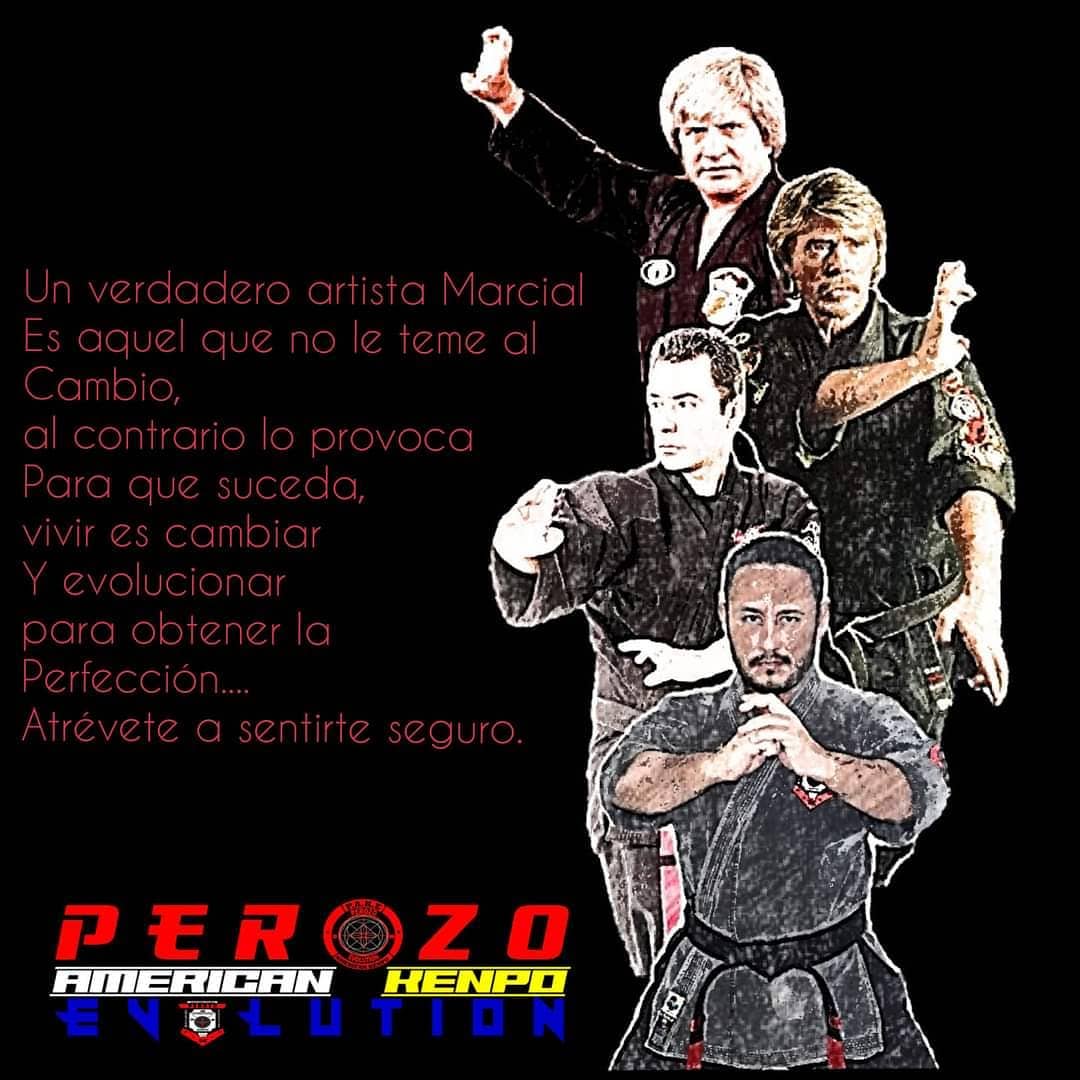 Un verdadero artista Marcial
Es aquel que no le teme al
Cambio,
al contrario lo provoca
Para que suceda,
vivir es cambiar
Y evolucionar
para obtener la
Perfección....
Atrévete a sentirte seguro.
PEROZO
AMERICAN KENPO
EVOLUTION